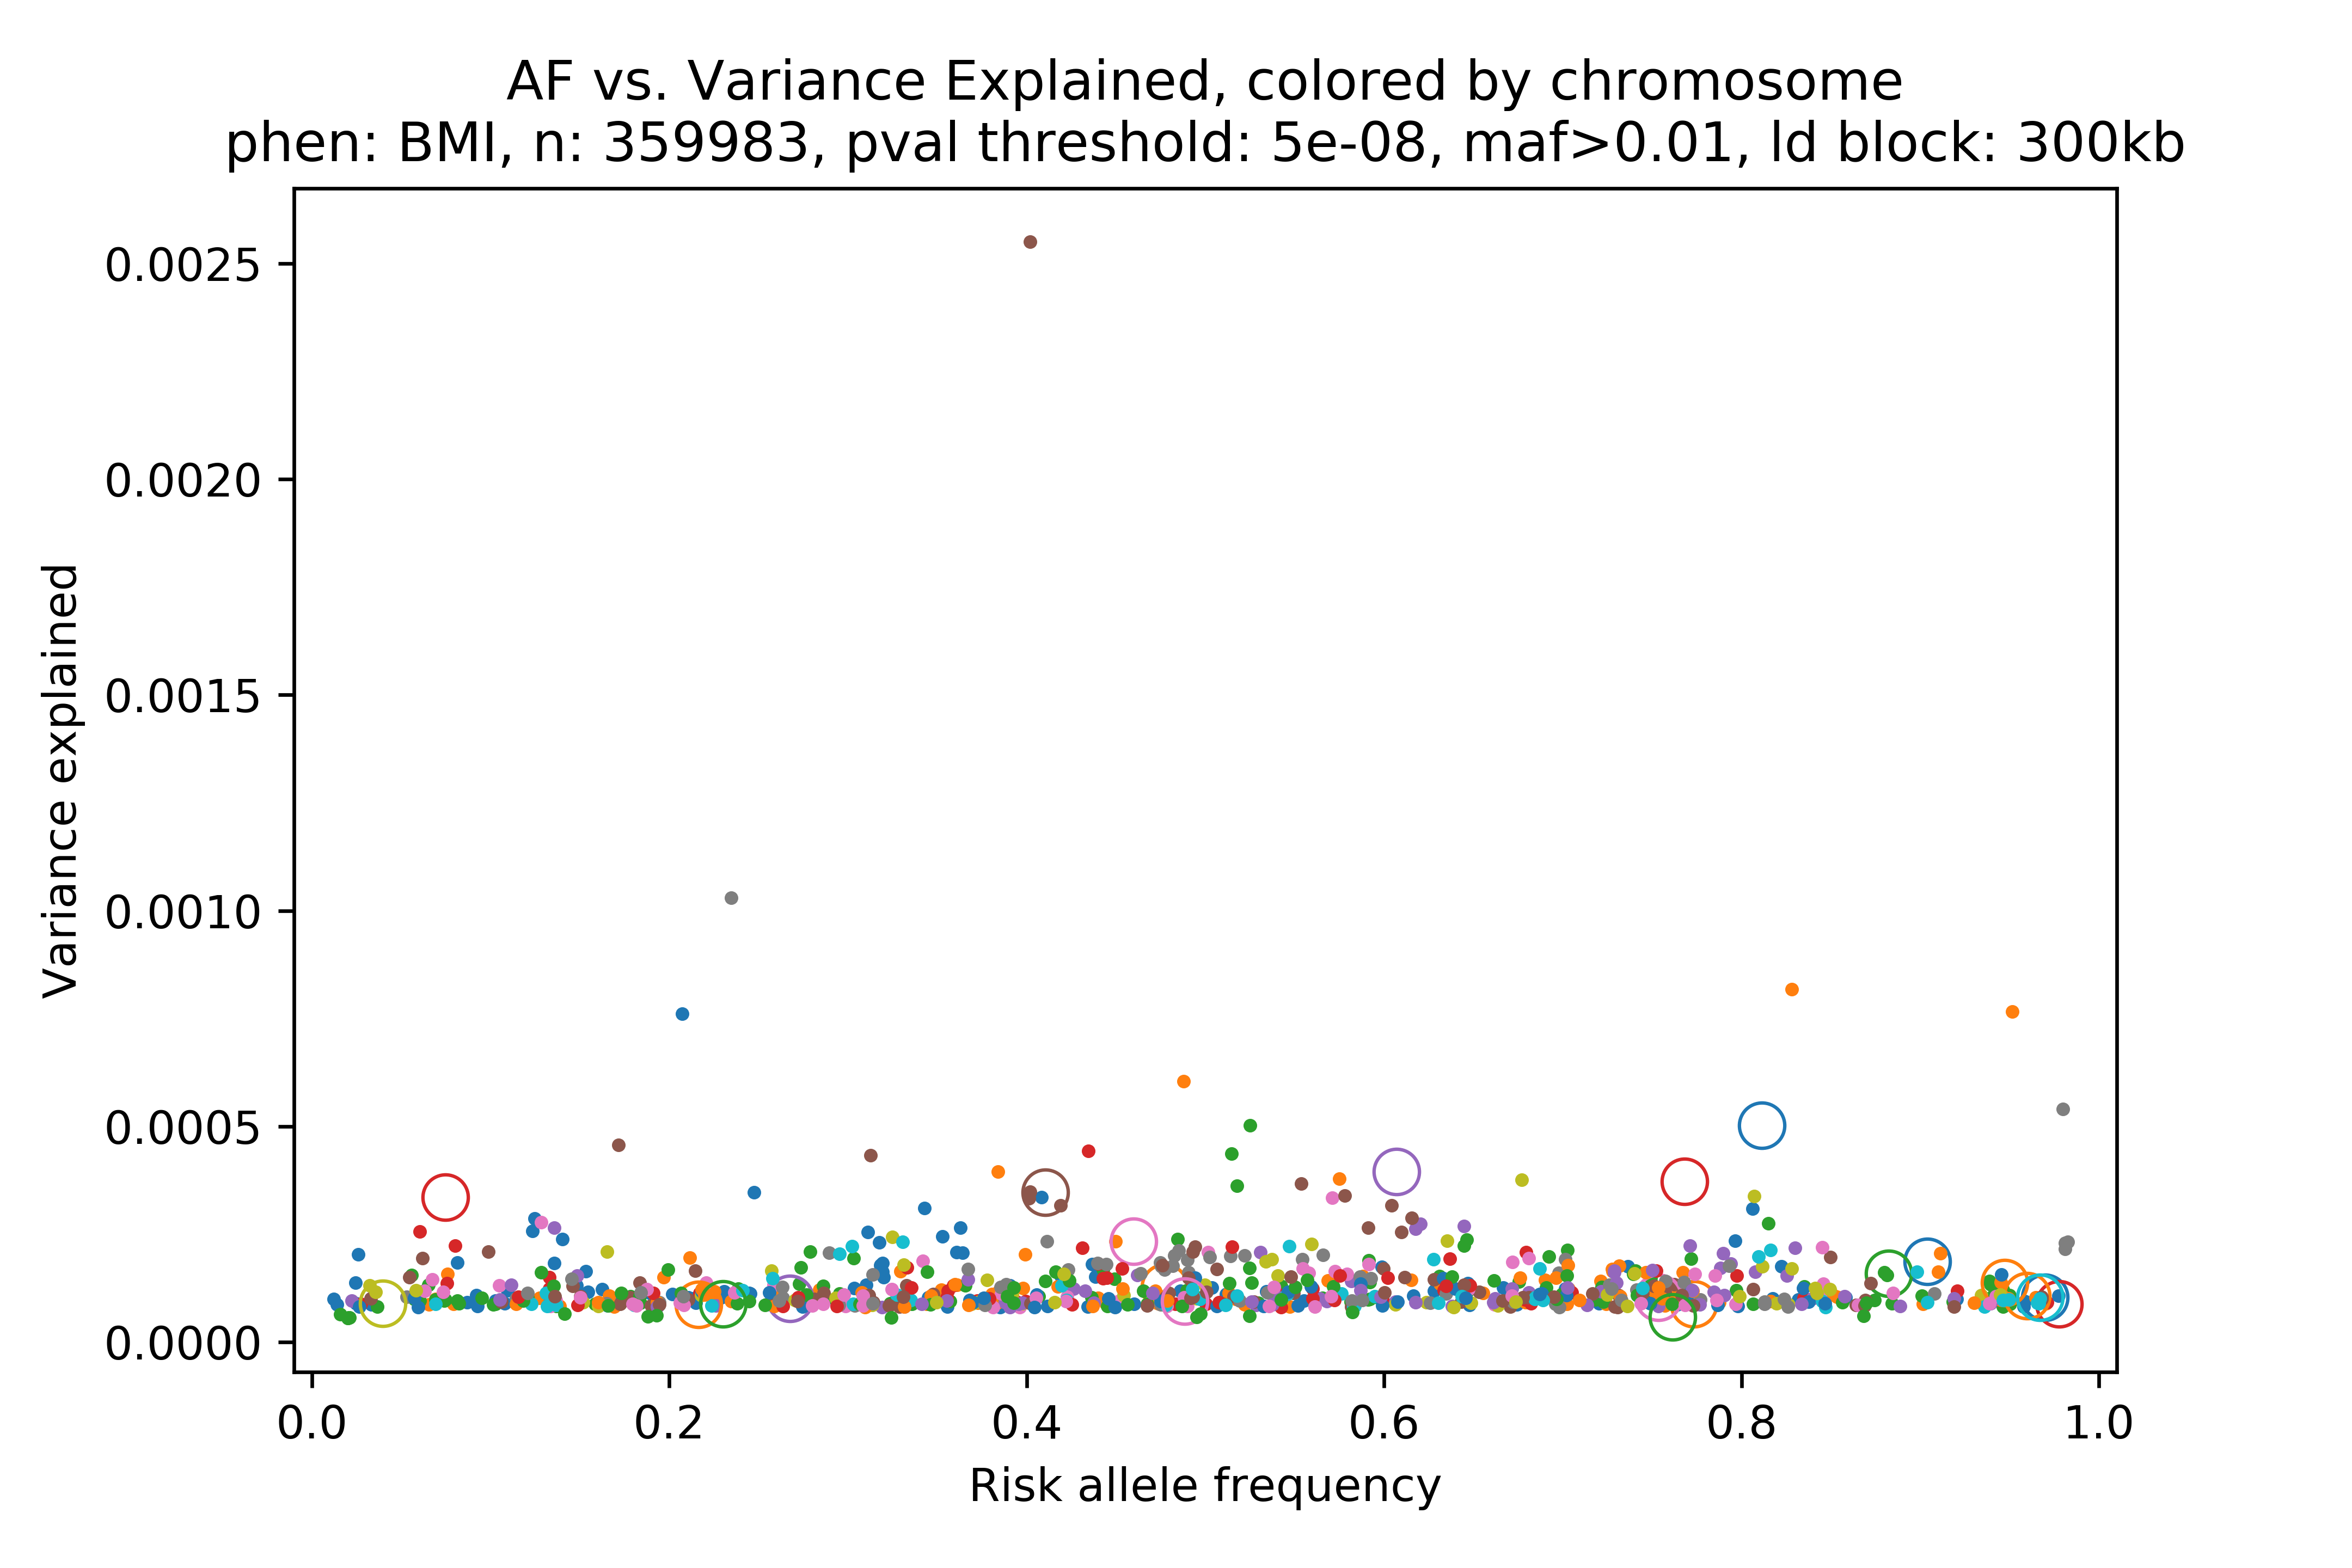 AF vs. Variance Explained, colored by chromosome
phen: BMI, n: 359983, pval threshold: 5e-08, maf>0.01, ld block: 300kb
0.0025
0.0020
0.0015
0.0010
0.0005
0.0000
Variance explained
0.0 0.2 0.4 0.6 0.8 1.0
Risk allele frequency